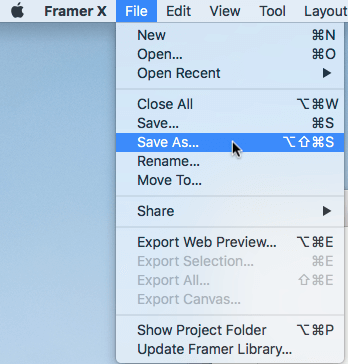 Framer X File Edit View Tool Layout
New ⌘N
Open... ⌘O
Open Recent
Close All ⌥⌘W
Save... ⌘S
Save As... ⌥⇧⌘S
Rename...
Move To...
Share
Export Web Preview... ⌥⌘E
Export Selection... ⌘E
Export All... ⇧⌘E
Export Canvas...
Show Project Folder ⌥⌘P
Update Framer Library...